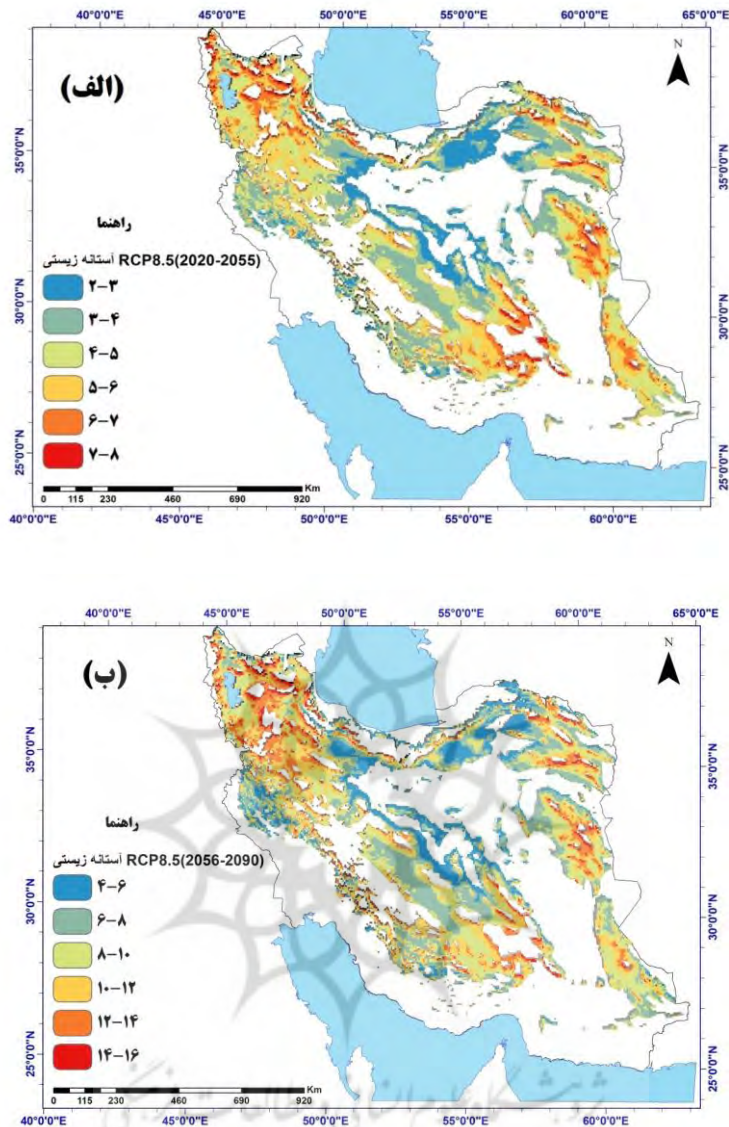 40°0'0"E 45°0'0"E 50°0'0"E 55°0'0"E 60°0'0"E 65°0'0"E
N
(الف)
35°0'0"N
30°0'0"N
25°0'0"N
35°0'0"N
30°0'0"N
25°0'0"N
راهنما
آستانه زیستی RCP8.5(2020-2055)
۲-۳
۳-۴
۴-۵
۵-۶
۶-۷
۷-۸
Km
0 115 230 460 690 920
40°0'0"E 45°0'0"E 50°0'0"E 55°0'0"E 60°0'0"E
40°0'0"E 45°0'0"E 50°0'0"E 55°0'0"E 60°0'0"E 65°0'0"E
N
(ب)
35°0'0"N
30°0'0"N
25°0'0"N
35°0'0"N
30°0'0"N
25°0'0"N
راهنما
آستانه زیستی RCP8.5(2056-2090)
۴-۶
۶-۸
۸-۱۰
۱۰-۱۲
۱۲-۱۴
۱۴-۱۶
Km
0 115 230 460 690 920
پژوهشگاه علوم انسانی و مطالعات فرهنگی
40°0'0"E 45°0'0"E 50°0'0"E 55°0'0"E 60°0'0"E